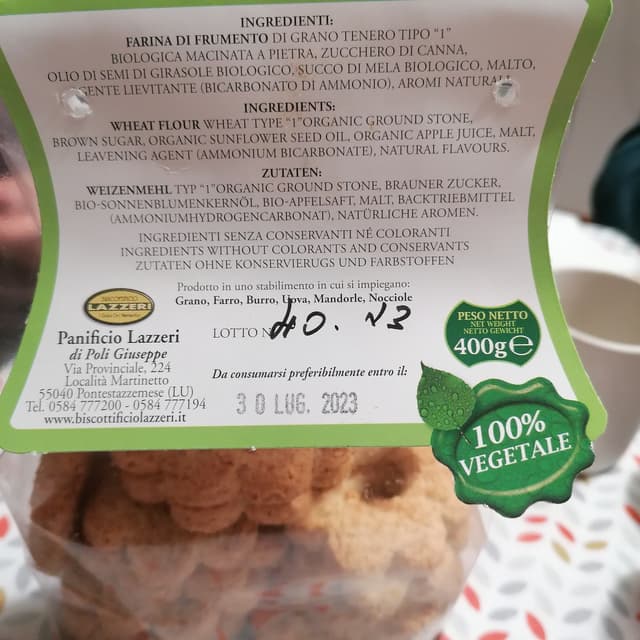 INGREDIENTI:
FARINA DI FRUMENTO DI GRANO TENERO TIPO "1"
BIOLOGICA MACINATA A PIETRA, ZUCCHERO DI CANNA,
OLIO DI SEMI DI GIRASOLE BIOLOGICO, SUCCO DI MELA BIOLOGICO, MALTO,
GENTE LIEVITANTE (BICARBONATO DI AMMONIO), AROMI NATURALI
INGREDIENTS:
WHEAT FLOUR WHEAT TYPE "1"ORGANIC GROUND STONE,
BROWN SUGAR, ORGANIC SUNFLOWER SEED OIL, ORGANIC APPLE JUICE, MALT,
LEAVENING AGENT (AMMONIUM BICARBONATE), NATURAL FLAVOURS.
ZUTATEN:
WEIZENMEHL TYP "1"ORGANIC GROUND STONE, BRAUNER ZUCKER,
BIO-SONNENBLUMENKERNÖL, BIO-APFELSAFT, MALT, BACKTRIEBMITTEL
(AMMONIUMHYDROGENCARBONAT), NATÜRLICHE AROMEN.
INGREDIENTI SENZA CONSERVANTI NÉ COLORANTI
INGREDIENTS WITHOUT COLORANTS AND CONSERVANTS
ZUTATEN OHNE KONSERVIERUGS UND FARBSTOFFEN
Prodotto in uno stabilimento in cui si impiegano:
Grano, Farro, Burro, Uova, Mandorle, Nocciole
BISCOTTIFICIO
LAZZERI
LOTTO N 40. 23
Panificio Lazzeri
di Poli Giuseppe
Via Provinciale, 224
Località Martinetto
55040 Pontestazzemese (LU)
Tel. 0584 777200 - 0584 777194
www.biscottificiolazzeri.it
Da consumarsi preferibilmente entro il:
30 LUG. 2023
PESO NETTO
NET WEIGHT
NETTO GEWICHT
400g e
100%
VEGETALE